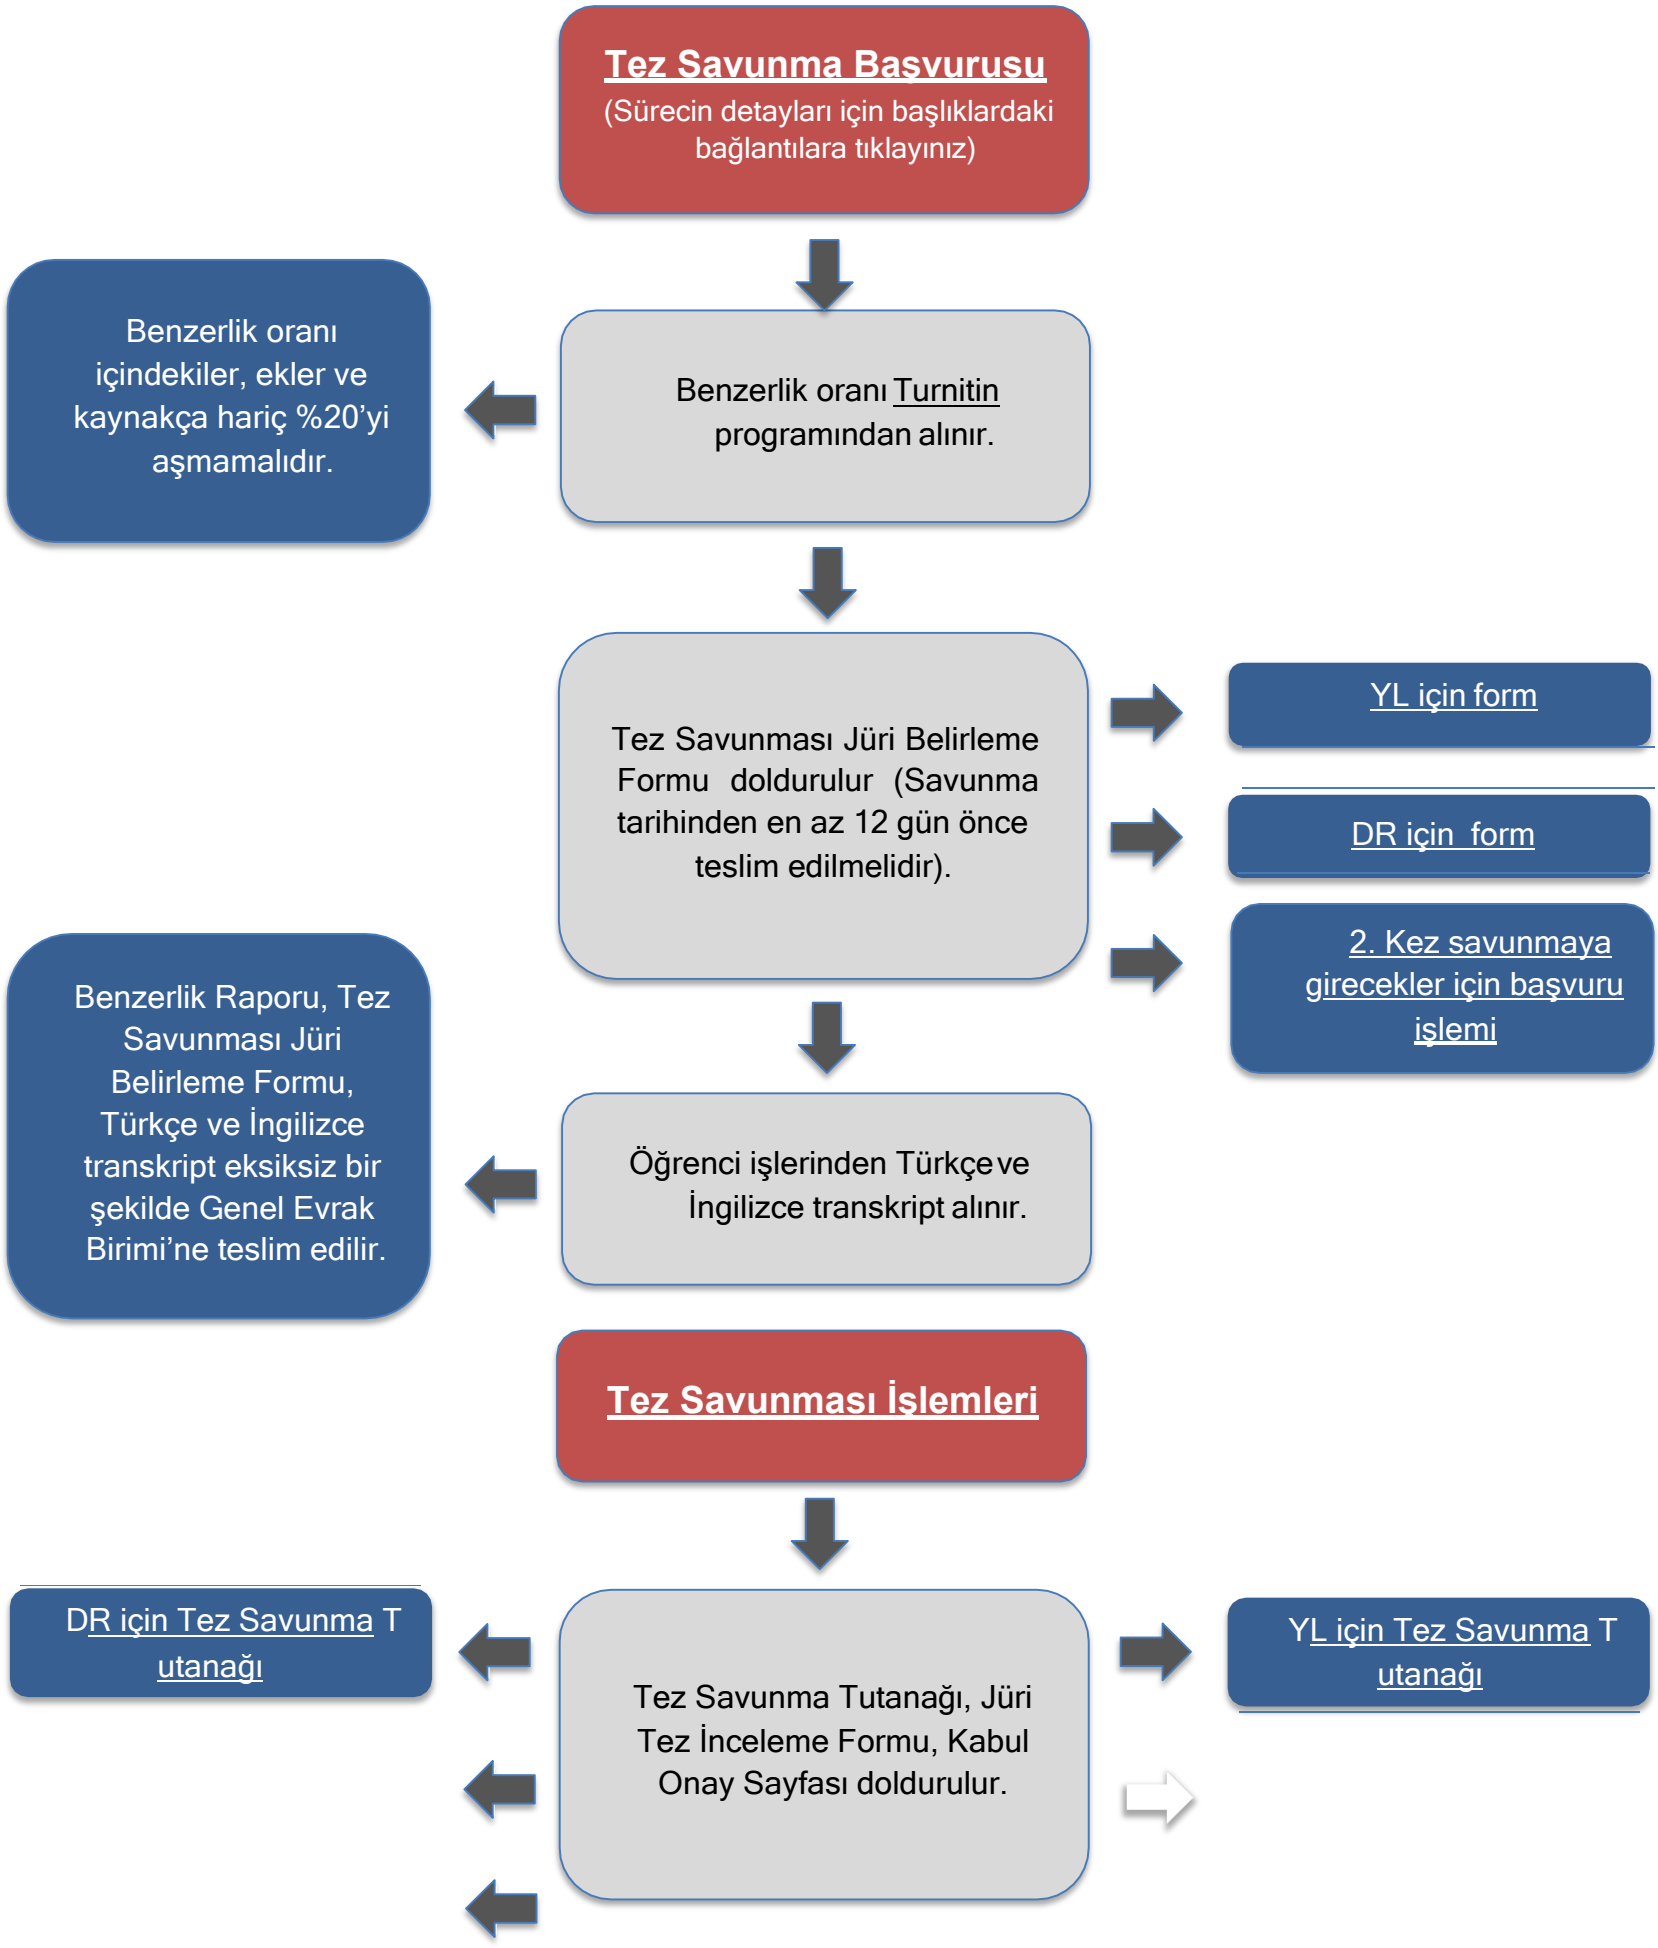 Tez Savunma Başvurusu
(Sürecin detayları için başlıklardaki
bağlantılara tıklayınız)
Benzerlik oranı
içindekiler, ekler ve
kaynakça hariç %20’yi
aşmamalıdır.
Benzerlik oranı Turnitin
programından alınır.
Tez Savunması Jüri Belirleme
Formu doldurulur (Savunma
tarihinden en az 12 gün önce
teslim edilmelidir).
YL için form
DR için form
2. Kez savunmaya
girecekler için başvuru
işlemi
Benzerlik Raporu, Tez
Savunması Jüri
Belirleme Formu,
Türkçe ve İngilizce
transkript eksiksiz bir
şekilde Genel Evrak
Birimi’ne teslim edilir.
Öğrenci işlerinden Türkçe ve
İngilizce transkript alınır.
Tez Savunması İşlemleri
DR için Tez Savunma T
utanağı
Tez Savunma Tutanağı, Jüri
Tez İnceleme Formu, Kabul
Onay Sayfası doldurulur.
YL için Tez Savunma T
utanağı